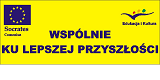 Socrates
Comenius
Edukacja i Kultura
WSPÓLNIE
KU LEPSZEJ PRZYSZŁOŚCI